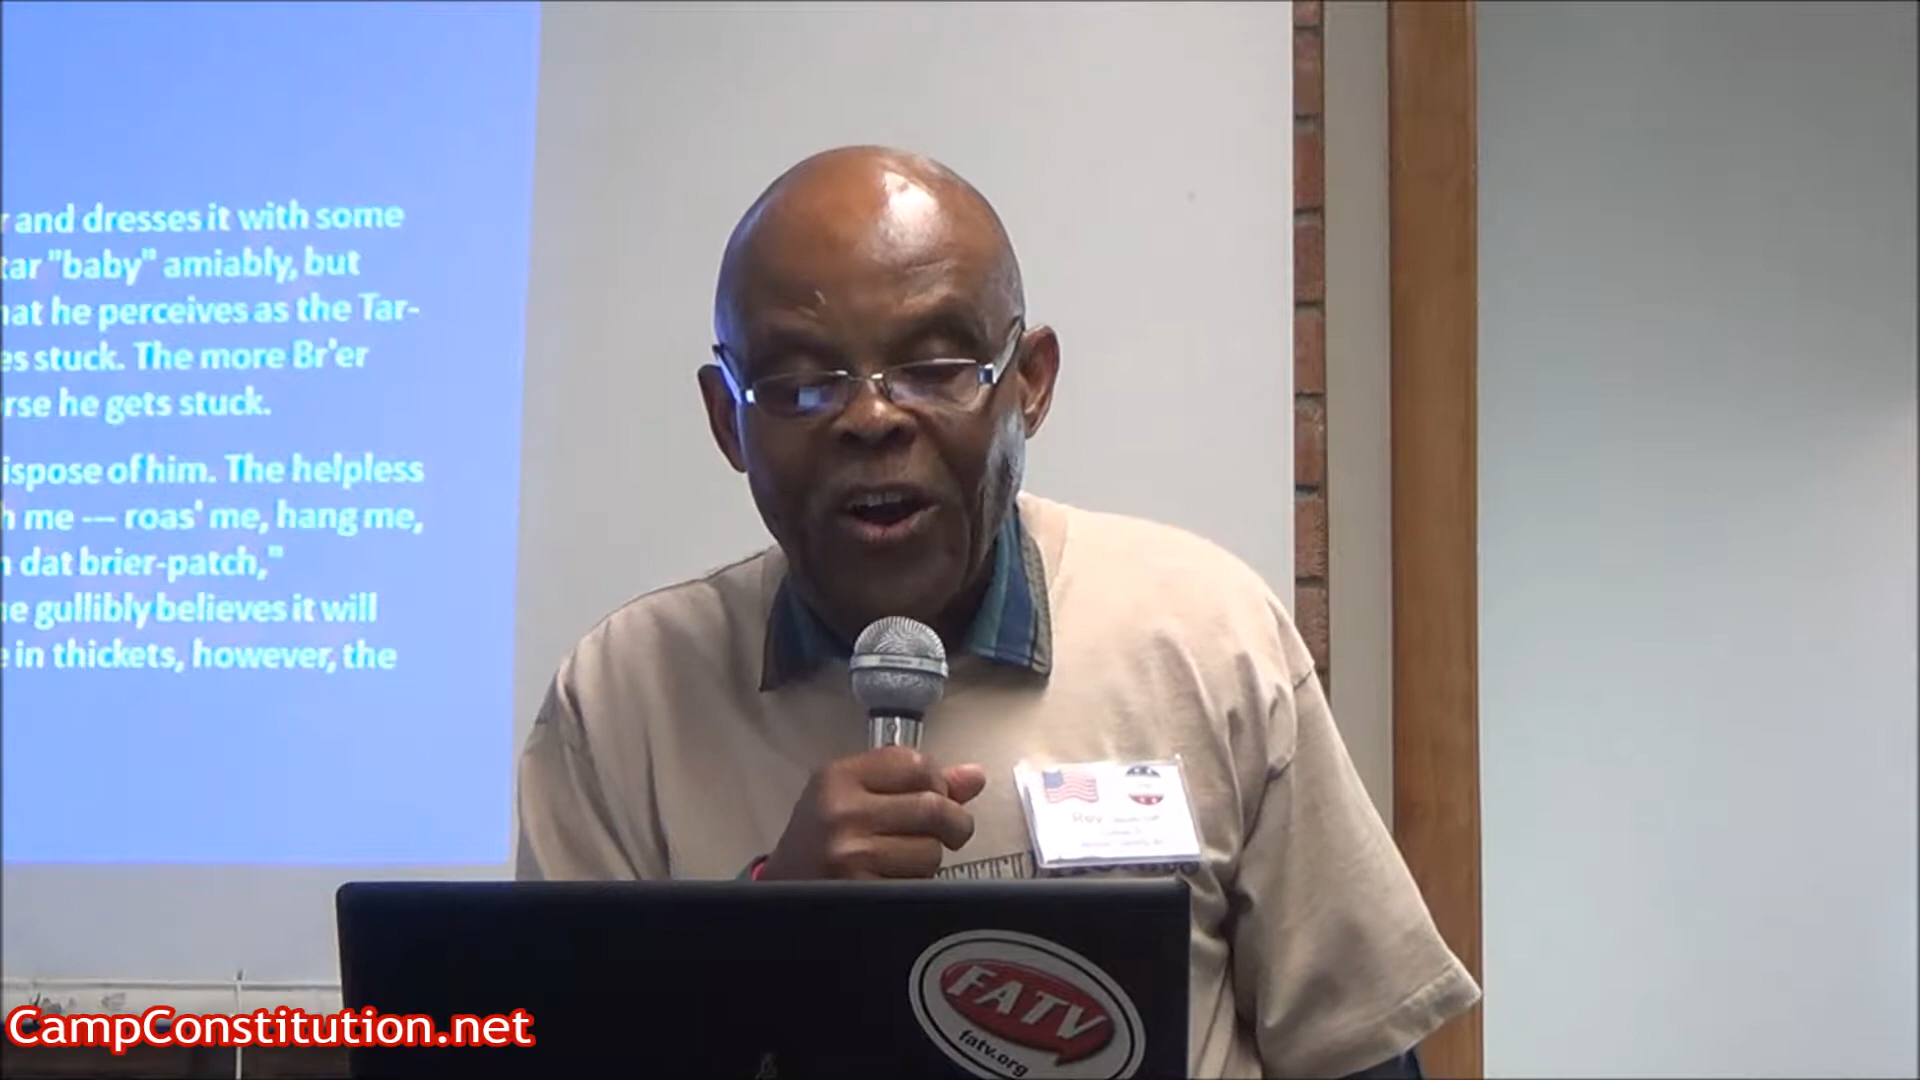 r and dresses it with some
tar "baby" amiably, but
hat he perceives as the Tar-
es stuck. The more Br'er
rse he gets stuck.
ispose of him. The helpless
h me --- roas' me, hang me,
n dat brier-patch,"
he gullibly believes it will
e in thickets, however, the
Rev
FATV
fatv.org
CampConstitution.net